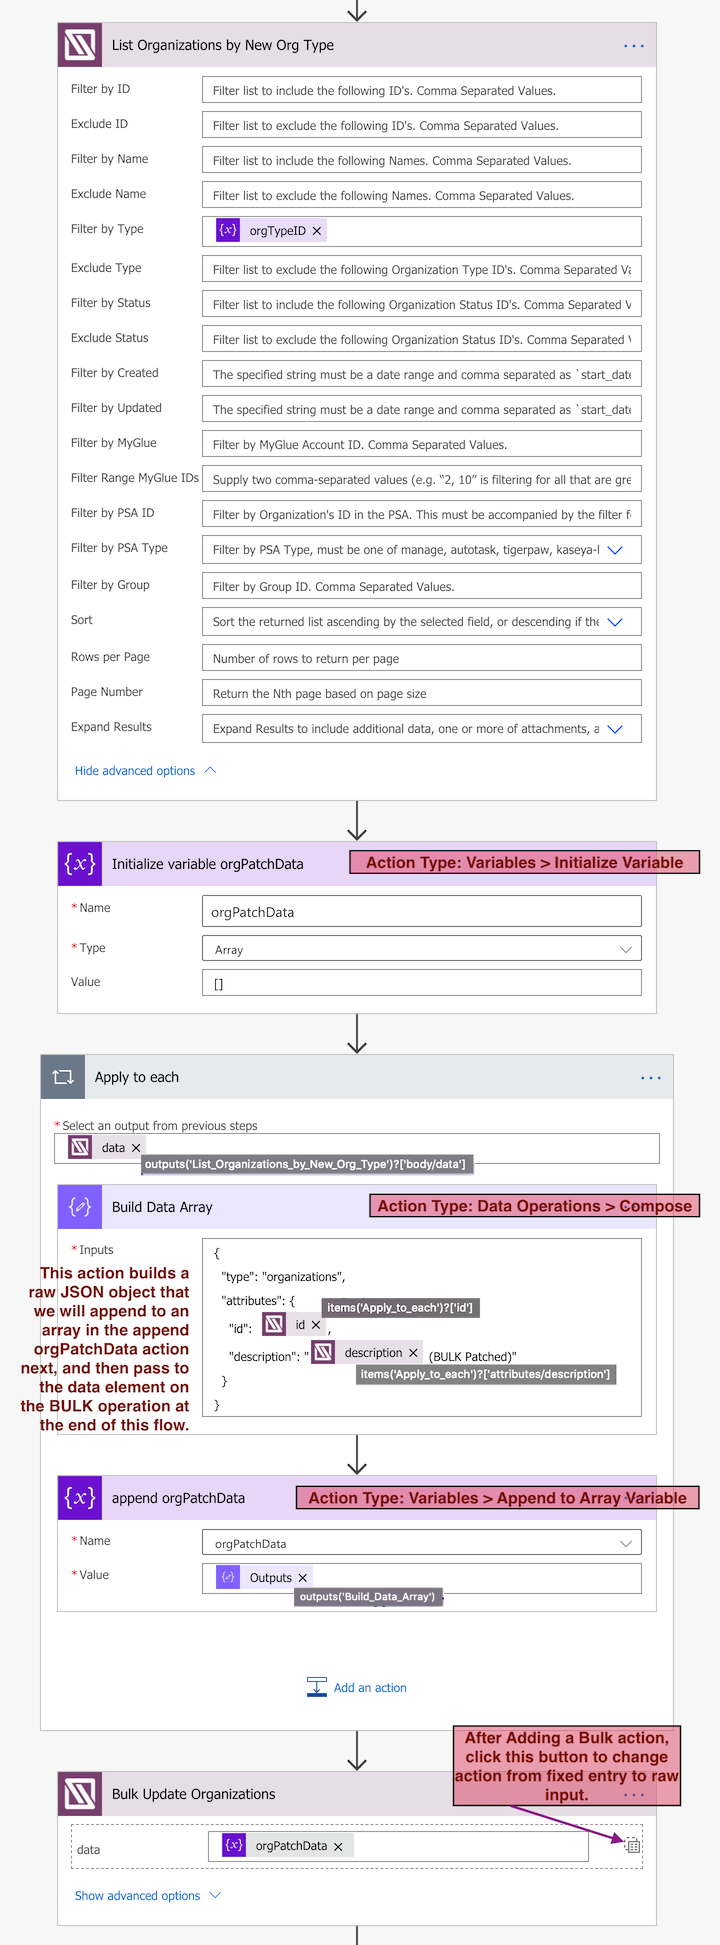 List Organizations by New Org Type
Filter by ID
Filter list to include the following ID's. Comma Separated Values.
Exclude ID
Filter list to exclude the following ID's. Comma Separated Values.
Filter by Name
Filter list to include the following Names. Comma Separated Values.
Exclude Name
Filter list to exclude the following Names. Comma Separated Values.
Filter by Type
{x} orgTypeID ×
Exclude Type
Filter list to exclude the following Organization Type ID's. Comma Separated
Filter by Status
Filter list to include the following Organization Status ID's. Comma Separated
Exclude Status
Filter list to exclude the following Organization Status ID's. Comma Separated
Filter by Created
The specified string must be a date range and comma separated as `start_date
Filter by Updated
The specified string must be a date range and comma separated as `start_date
Filter by MyGlue
Filter by MyGlue Account ID. Comma Separated Values.
Filter Range MyGlue IDs
Supply two comma-separated values (e.g. “2, 10” is filtering for all that are gre
Filter by PSA ID
Filter by Organization's ID in the PSA. This must be accompanied by the filter f
Filter by PSA Type
Filter by PSA Type, must be one of manage, autotask, tigerpaw, kaseya-
Filter by Group
Filter by Group ID. Comma Separated Values.
Sort
Sort the returned list ascending by the selected field, or descending if the
Rows per Page
Number of rows to return per page
Page Number
Return the Nth page based on page size
Expand Results
Expand Results to include additional data, one or more of attachments, a
Hide advanced options
{x} Initialize variable orgPatchData
Action Type: Variables > Initialize Variable
* Name
orgPatchData
* Type
Array
Value
[]
Apply to each
* Select an output from previous steps
data ×
outputs('List_Organizations_by_New_Org_Type')?['body/data']
Build Data Array
Action Type: Data Operations > Compose
* Inputs
This action builds a
raw JSON object that
we will append to an
array in the append
orgPatchData action
next, and then pass to
the data element on
the BULK operation at
the end of this flow.
{
"type": "organizations",
"attributes": {
items('Apply_to_each')?['id']
"id": id × ,
"description": " description × (BULK Patched)"
items('Apply_to_each')?['attributes/description']
}
}
{x} append orgPatchData
Action Type: Variables > Append to Array Variable
* Name
orgPatchData
* Value
Outputs ×
outputs('Build_Data_Array')
Add an action
After Adding a Bulk action,
click this button to change
action from fixed entry to raw
input.
Bulk Update Organizations
data
{x} orgPatchData ×
Show advanced options